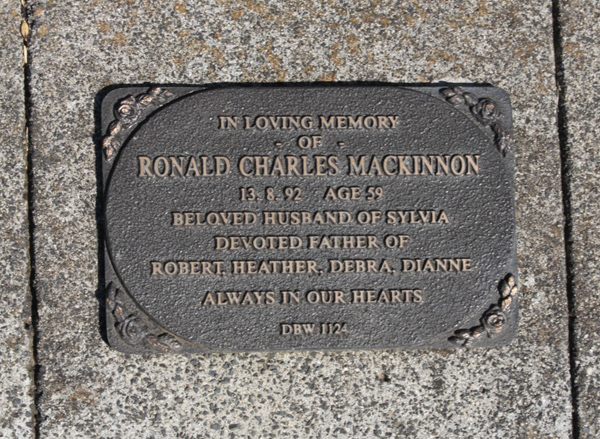 IN LOVING MEMORY
- OF -
RONALD CHARLES MACKINNON
13. 8. 92 AGE 59
BELOVED HUSBAND OF SYLVIA
DEVOTED FATHER OF
ROBERT, HEATHER, DEBRA, DIANNE
ALWAYS IN OUR HEARTS
DBW 1124